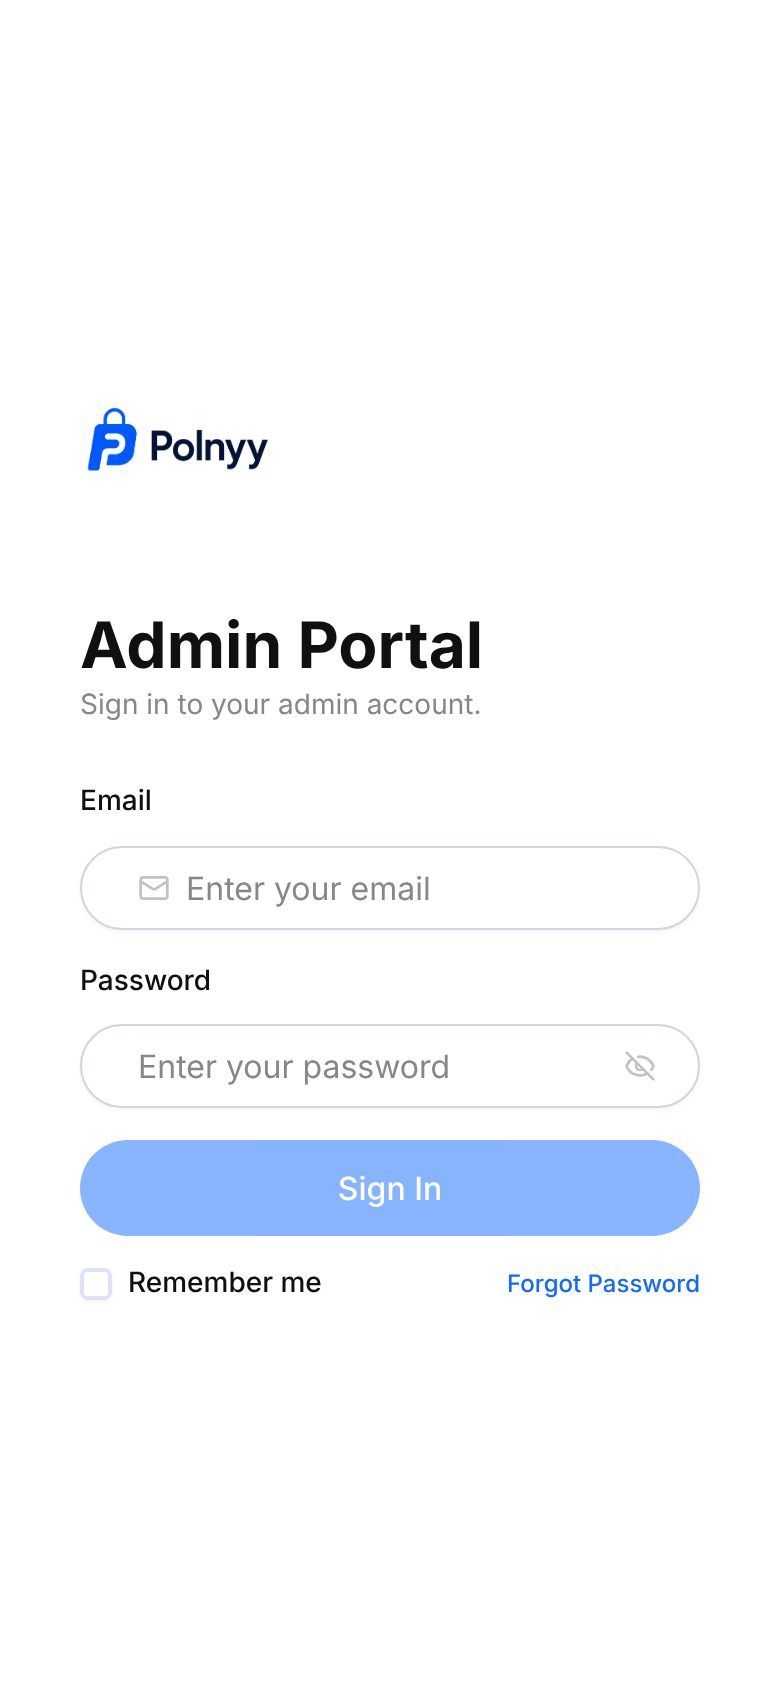 Polnyy
Admin Portal
Sign in to your admin account.
Email
Enter your email
Password
Enter your password
Sign In
Remember me
Forgot Password